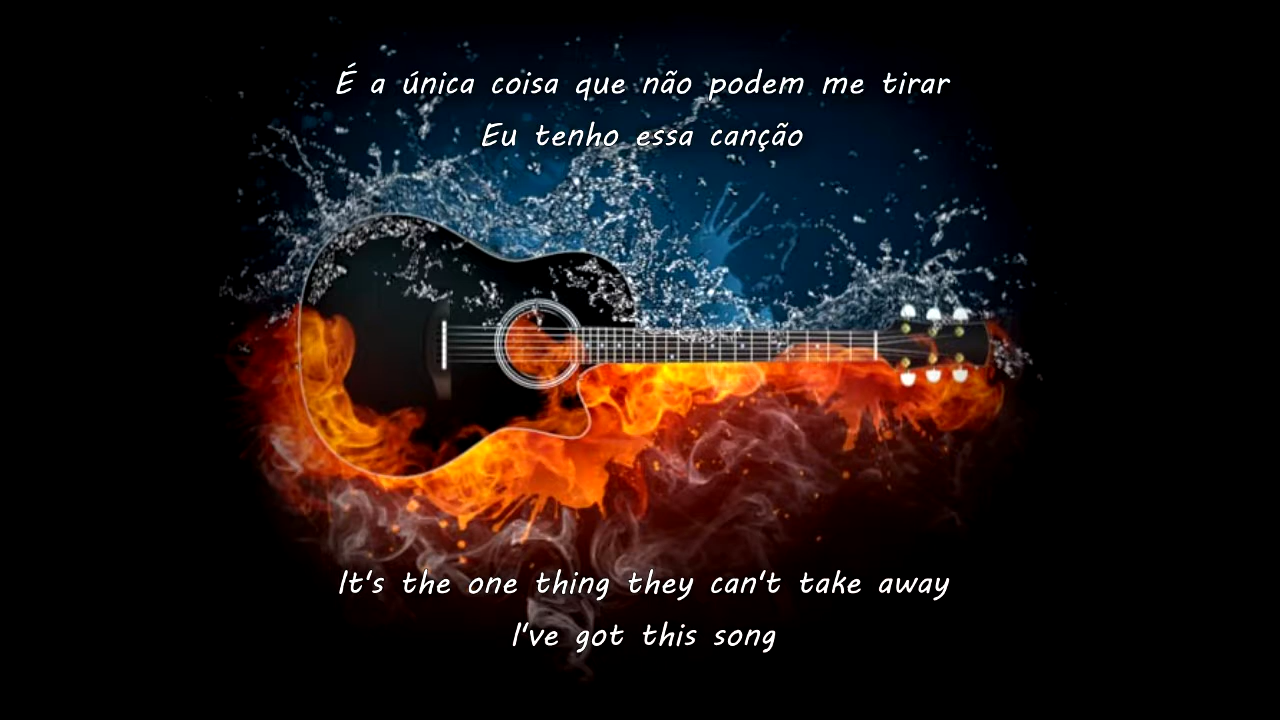 É a única coisa que não podem me tirar
Eu tenho essa canção
It's the one thing they can't take away
I've got this song